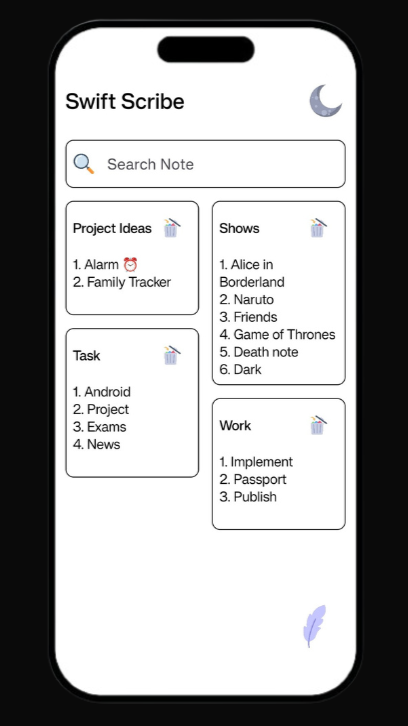 Swift Scribe
Search Note
Project Ideas
1. Alarm ⏰
2. Family Tracker
Shows
1. Alice in
Borderland
2. Naruto
3. Friends
4. Game of Thrones
5. Death note
6. Dark
Task
1. Android
2. Project
3. Exams
4. News
Work
1. Implement
2. Passport
3. Publish